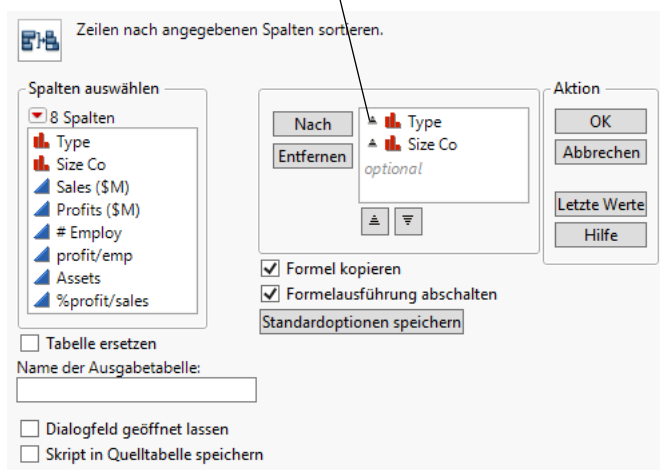 Zeilen nach angegebenen Spalten sortieren.
Spalten auswählen
8 Spalten
Type
Size Co
Sales ($M)
Profits ($M)
# Employ
profit/emp
Assets
%profit/sales
Tabelle ersetzen
Name der Ausgabetabelle:
Dialogfeld geöffnet lassen
Skript in Quelltabelle speichern
Nach
Entfernen
Type
Size Co
optional
Formel kopieren
Formelausführung abschalten
Standardoptionen speichern
Aktion
OK
Abbrechen
Letzte Werte
Hilfe